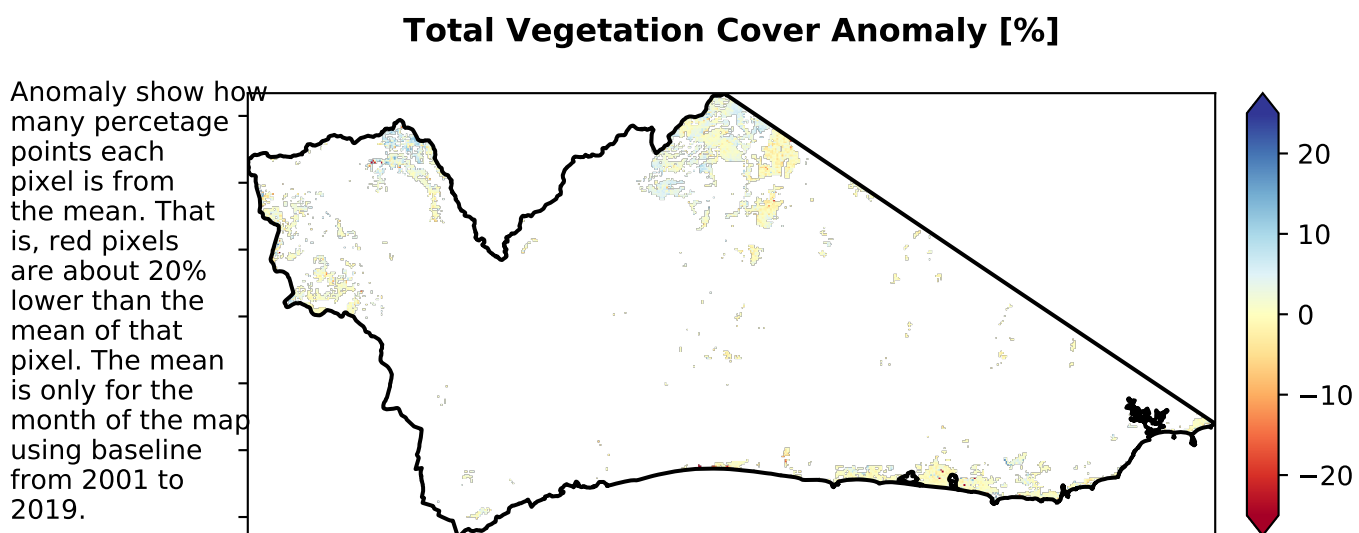 Total Vegetation Cover Anomaly [%]
Anomaly show how
many percetage
points each
pixel is from
the mean. That
is, red pixels
are about 20%
lower than the
mean of that
pixel. The mean
is only for the
month of the map
using baseline
from 2001 to
2019.
20
10
0
−10
−20